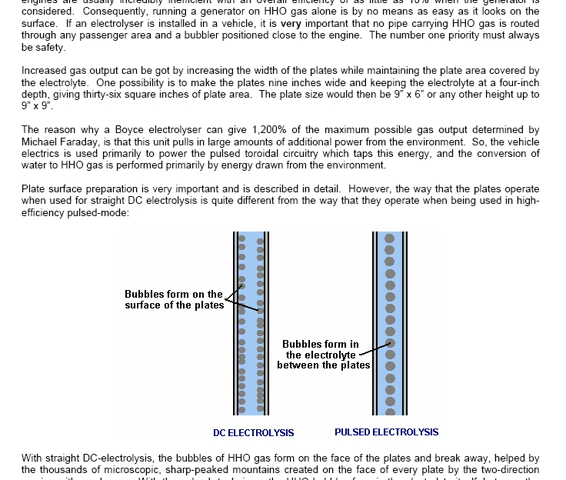 engines are usually incredibly inefficient with an overall efficiency of as little as 10% when the generator is
considered. Consequently, running a generator on HHO gas alone is by no means as easy as it looks on the
surface. If an electrolyser is installed in a vehicle, it is very important that no pipe carrying HHO gas is routed
through any passenger area and a bubbler positioned close to the engine. The number one priority must always
be safety.
Increased gas output can be got by increasing the width of the plates while maintaining the plate area covered by
the electrolyte. One possibility is to make the plates nine inches wide and keeping the electrolyte at a four-inch
depth, giving thirty-six square inches of plate area. The plate size would then be 9" x 6" or any other height up to
9" x 9".
The reason why a Boyce electrolyser can give 1,200% of the maximum possible gas output determined by
Michael Faraday, is that this unit pulls in large amounts of additional power from the environment. So, the vehicle
electrics is used primarily to power the pulsed toroidal circuitry which taps this energy, and the conversion of
water to HHO gas is performed primarily by energy drawn from the environment.
Plate surface preparation is very important and is described in detail. However, the way that the plates operate
when used for straight DC electrolysis is quite different from the way that they operate when being used in high-
efficiency pulsed-mode:
Bubbles form on the
surface of the plates
Bubbles form in
the electrolyte
between the plates
DC ELECTROLYSIS
PULSED ELECTROLYSIS
With straight DC-electrolysis, the bubbles of HHO gas form on the face of the plates and break away, helped by
the thousands of microscopic, sharp-peaked mountains created on the face of every plate by the two-direction